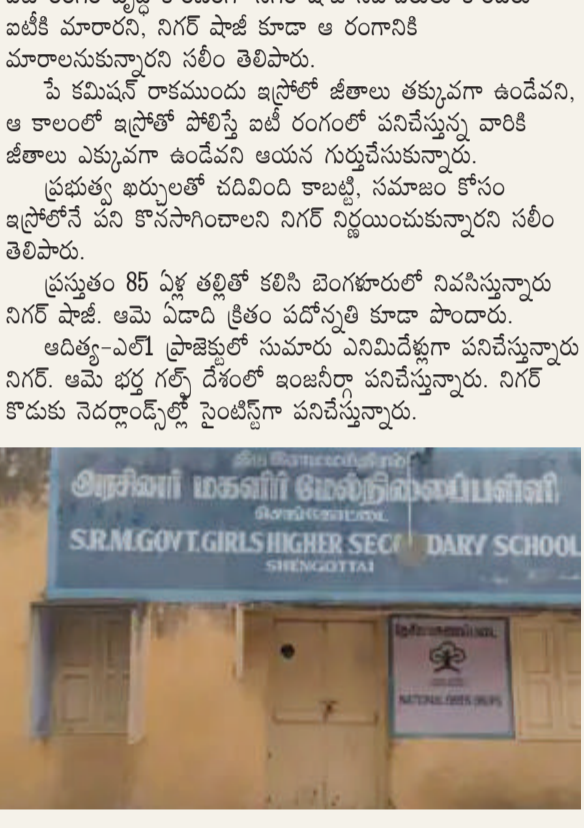 ఐటీకి మారారని, నిగర్ షాజీ కూడా ఆ రంగానికి
మారాలనుకున్నారని సలీం తెలిపారు.
పే కమిషన్ రాకముందు ఇస్రోలో జీతాలు తక్కువగా ఉండేవని,
ఆ కాలంలో ఇస్రోతో పోలిస్తే ఐటీ రంగంలో పనిచేస్తున్న వారికి
జీతాలు ఎక్కువగా ఉండేవని ఆయన గుర్తుచేసుకున్నారు.
ప్రభుత్వ ఖర్చులతో చదివింది కాబట్టి, సమాజం కోసం
ఇస్రోలోనే పని కొనసాగించాలని నిగర్ నిర్ణయించుకున్నారని సలీం
తెలిపారు.
ప్రస్తుతం 85 ఏళ్ల తల్లితో కలిసి బెంగళూరులో నివసిస్తున్నారు
నిగర్ షాజీ. ఆమె ఏడాది క్రితం పదోన్నతి కూడా పొందారు.
ఆదిత్య-ఎల్1 ప్రాజెక్టులో సుమారు ఎనిమిదేళ్లుగా పనిచేస్తున్నారు
నిగర్. ఆమె భర్త గల్ఫ్ దేశంలో ఇంజనీర్గా పనిచేస్తున్నారు. నిగర్
కొడుకు నెదర్లాండ్స్‌ల్లో సైంటిస్ట్‌గా పనిచేస్తున్నారు.
அரசினர் மகளிர் மேல்நிலைப்பள்ளி
செங்கோட்டை
S.R.M.GOVT.GIRLS HIGHER SECONDARY SCHOOL
SHENGOTTAI
தேசிய பசுமைப்படை
NATIONAL GREEN CORPS